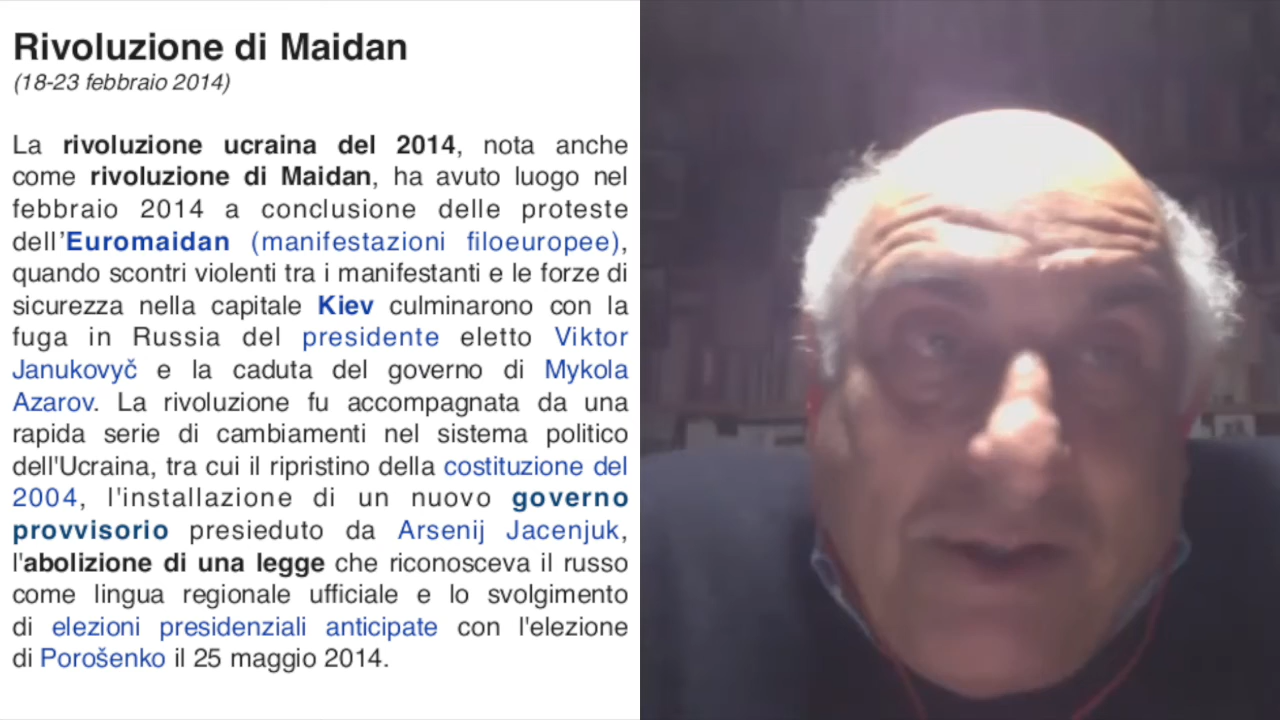 Rivoluzione di Maidan
(18-23 febbraio 2014)
La rivoluzione ucraina del 2014, nota anche
come rivoluzione di Maidan, ha avuto luogo nel
febbraio 2014 a conclusione delle proteste
dell’Euromaidan (manifestazioni filoeuropee),
quando scontri violenti tra i manifestanti e le forze di
sicurezza nella capitale Kiev culminarono con la
fuga in Russia del presidente eletto Viktor
Janukovyč e la caduta del governo di Mykola
Azarov. La rivoluzione fu accompagnata da una
rapida serie di cambiamenti nel sistema politico
dell'Ucraina, tra cui il ripristino della costituzione del
2004, l'installazione di un nuovo governo
provvisorio presieduto da Arsenij Jacenjuk,
l'abolizione di una legge che riconosceva il russo
come lingua regionale ufficiale e lo svolgimento
di elezioni presidenziali anticipate con l'elezione
di Porošenko il 25 maggio 2014.